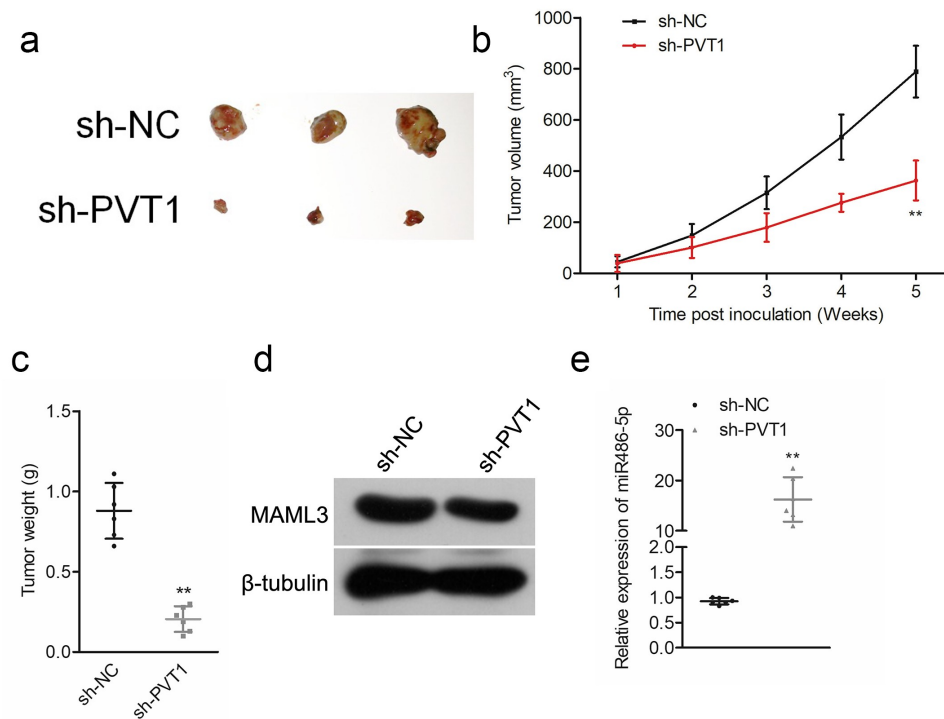 a
sh-NC
sh-PVT1
b
Tumor volume (mm³)
1000
800
600
400
200
0
sh-NC
sh-PVT1
**
1 2 3 4 5
Time post inoculation (Weeks)
c
Tumor weight (g)
1.5
1.0
0.5
0.0
**
sh-NC
sh-PVT1
d
sh-NC
sh-PVT1
MAML3
β-tubulin
e
sh-NC
sh-PVT1
Relative expression of miR486-5p
30
20
10
2.0
1.5
1.0
0.5
0.0
**